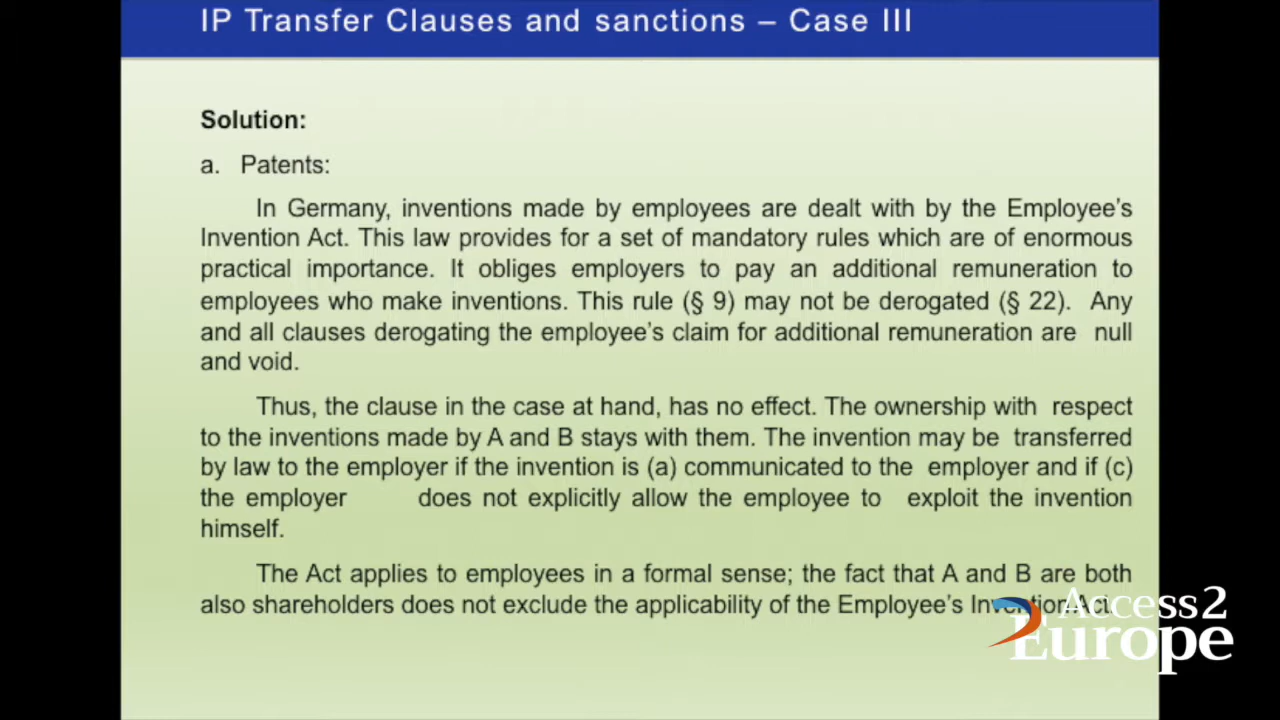 IP Transfer Clauses and sanctions – Case III
Solution:
a. Patents:
In Germany, inventions made by employees are dealt with by the Employee's
Invention Act. This law provides for a set of mandatory rules which are of enormous
practical importance. It obliges employers to pay an additional remuneration to
employees who make inventions. This rule (§ 9) may not be derogated (§ 22). Any
and all clauses derogating the employee's claim for additional remuneration are null
and void.
Thus, the clause in the case at hand, has no effect. The ownership with respect
to the inventions made by A and B stays with them. The invention may be transferred
by law to the employer if the invention is (a) communicated to the employer and if (c)
the employer does not explicitly allow the employee to exploit the invention
himself.
The Act applies to employees in a formal sense; the fact that A and B are both
also shareholders does not exclude the applicability of the Employee's Invention Act.
Access2
Europe